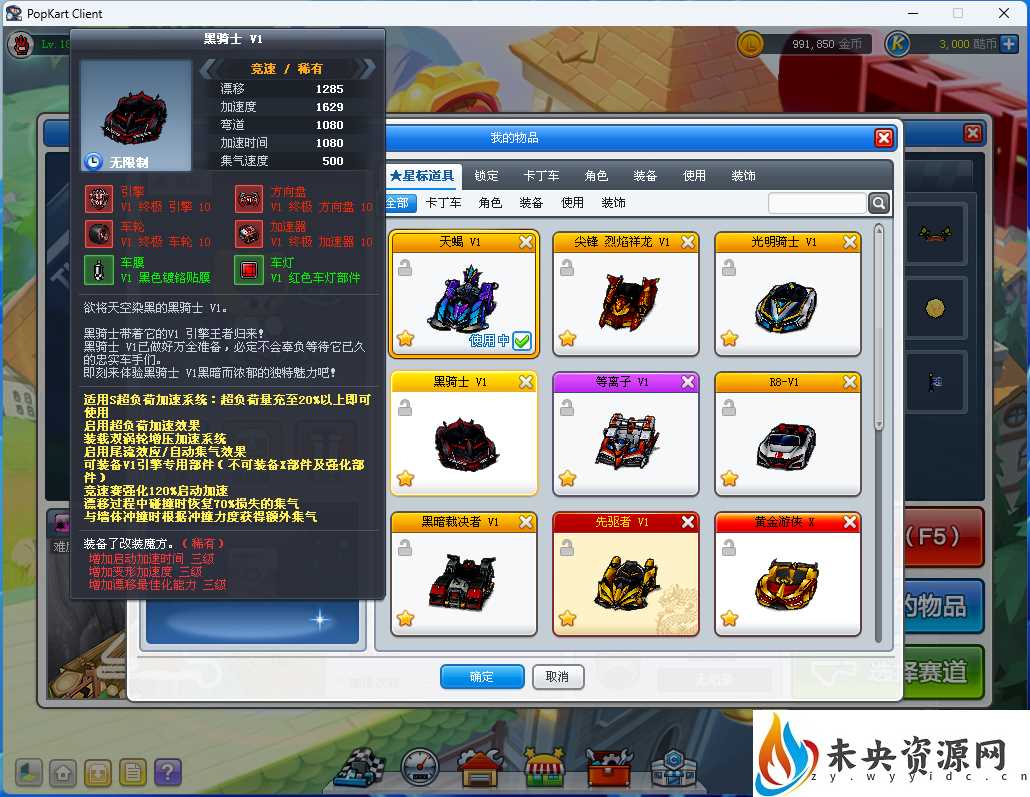 PopKart Client
991,850 金币
3,000 酷币
黑骑士 V1
竞速 / 稀有
漂移 1285
加速度 1629
弯道 1080
加速时间 1080
集气速度 500
无限制
引擎
V1 终极 引擎 10
方向盘
V1 终极 方向盘 10
车轮
V1 终极 车轮 10
加速器
V1 终极 加速器 10
车膜
V1 黑色镀铬贴膜
车灯
V1 红色车灯部件
欲将天空染黑的黑骑士 V1。
黑骑士带着它的V1 引擎王者归来!
黑骑士 V1已做好万全准备，必定不会辜负等待它已久
的忠实车手们。
即刻来体验黑骑士 V1黑暗而浓郁的独特魅力吧!
适用S超负荷加速系统：超负荷量充至20%以上即可
使用
启用超负荷加速效果
装载双涡轮增压加速系统
启用尾流效应/自动集气效果
可装备V1引擎专用部件(不可装备X部件及强化部
件)
竞速赛强化120%启动加速
漂移过程中碰撞时恢复70%损失的集气
与墙体冲撞时根据冲撞力度获得额外集气
装备了改装魔方。(稀有)
增加启动加速时间 三级
增加变形加速度 三级
增加漂移最佳化能力 三级
我的物品
★星标道具 锁定 卡丁车 角色 装备 使用 装饰
全部 卡丁车 角色 装备 使用 装饰
天蝎 V1
尖锋 烈焰祥龙 V1
光明骑士 V1
使用中
黑骑士 V1
等离子 V1
R8-V1
黑暗裁决者 V1
先驱者 V1
黄金游侠 X
确定
取消
(F5)
的物品
选择赛道
未央资源网
zy.wyyidc.cn